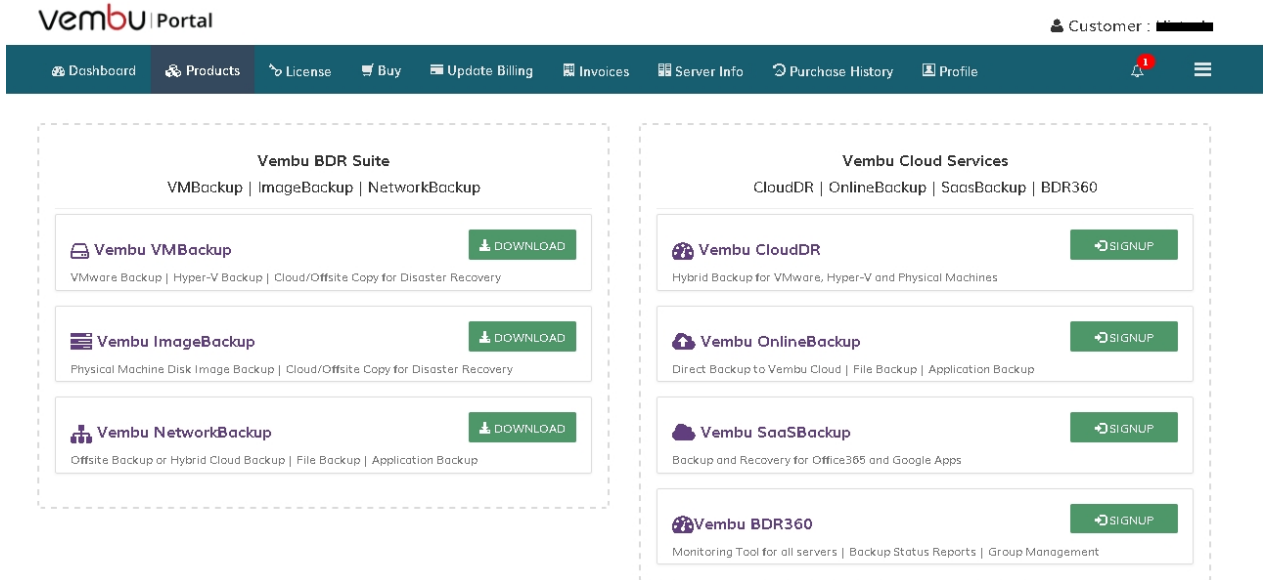 vembu | Portal
Customer :
Dashboard Products License Buy Update Billing Invoices Server Info Purchase History Profile 1
Vembu BDR Suite
VMBackup | ImageBackup | NetworkBackup
Vembu VMBackup DOWNLOAD
VMware Backup | Hyper-V Backup | Cloud/Offsite Copy for Disaster Recovery
Vembu ImageBackup DOWNLOAD
Physical Machine Disk Image Backup | Cloud/Offsite Copy for Disaster Recovery
Vembu NetworkBackup DOWNLOAD
Offsite Backup or Hybrid Cloud Backup | File Backup | Application Backup
Vembu Cloud Services
CloudDR | OnlineBackup | SaasBackup | BDR360
Vembu CloudDR SIGNUP
Hybrid Backup for VMware, Hyper-V and Physical Machines
Vembu OnlineBackup SIGNUP
Direct Backup to Vembu Cloud | File Backup | Application Backup
Vembu SaaSBackup SIGNUP
Backup and Recovery for Office365 and Google Apps
Vembu BDR360 SIGNUP
Monitoring Tool for all servers | Backup Status Reports | Group Management